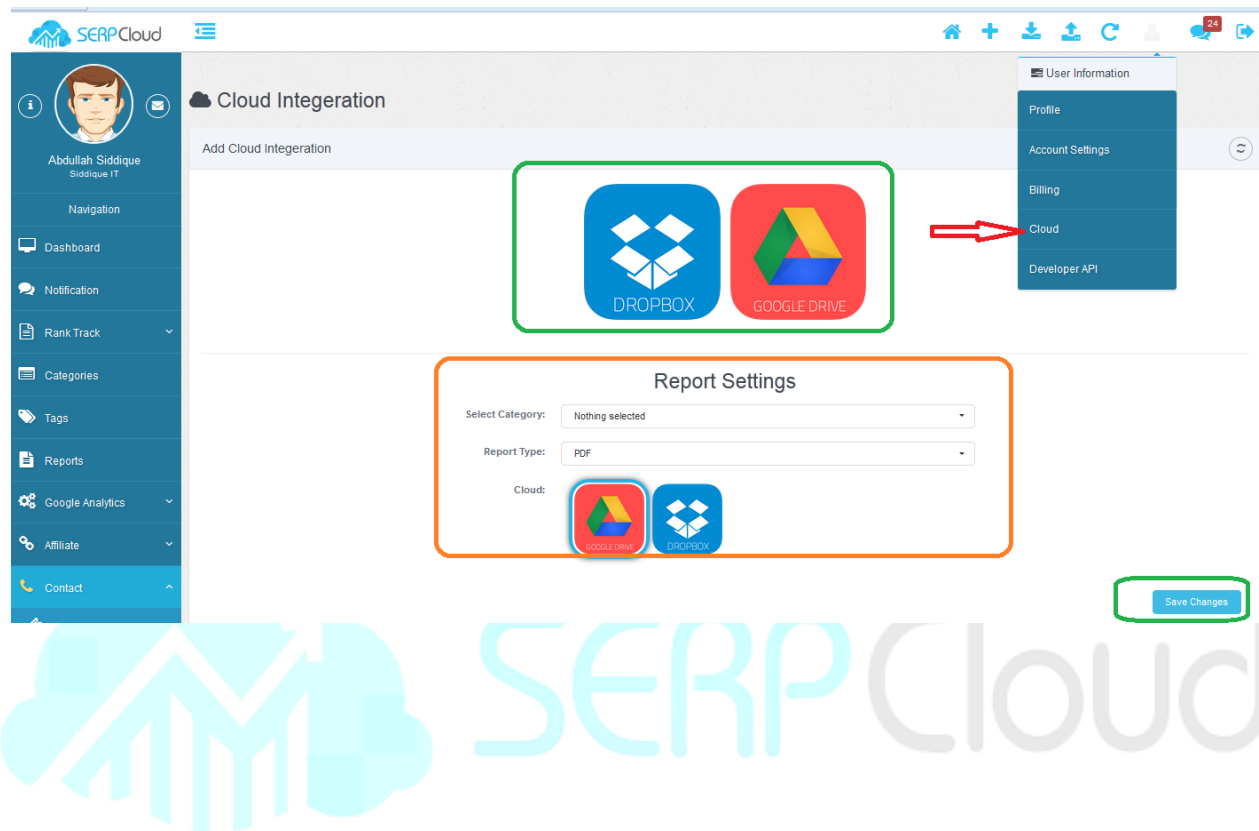 SERPCloud
24
User Information
Profile
Account Settings
Billing
Cloud
Developer API
i
Abdullah Siddique
Siddique IT
Navigation
Dashboard
Notification
Rank Track
Categories
Tags
Reports
Google Analytics
Affiliate
Contact
Cloud Integeration
Add Cloud Integeration
DROPBOX
GOOGLE DRIVE
Report Settings
Select Category: Nothing selected
Report Type: PDF
Cloud:
GOOGLE DRIVE
DROPBOX
Save Changes
SERPCloud